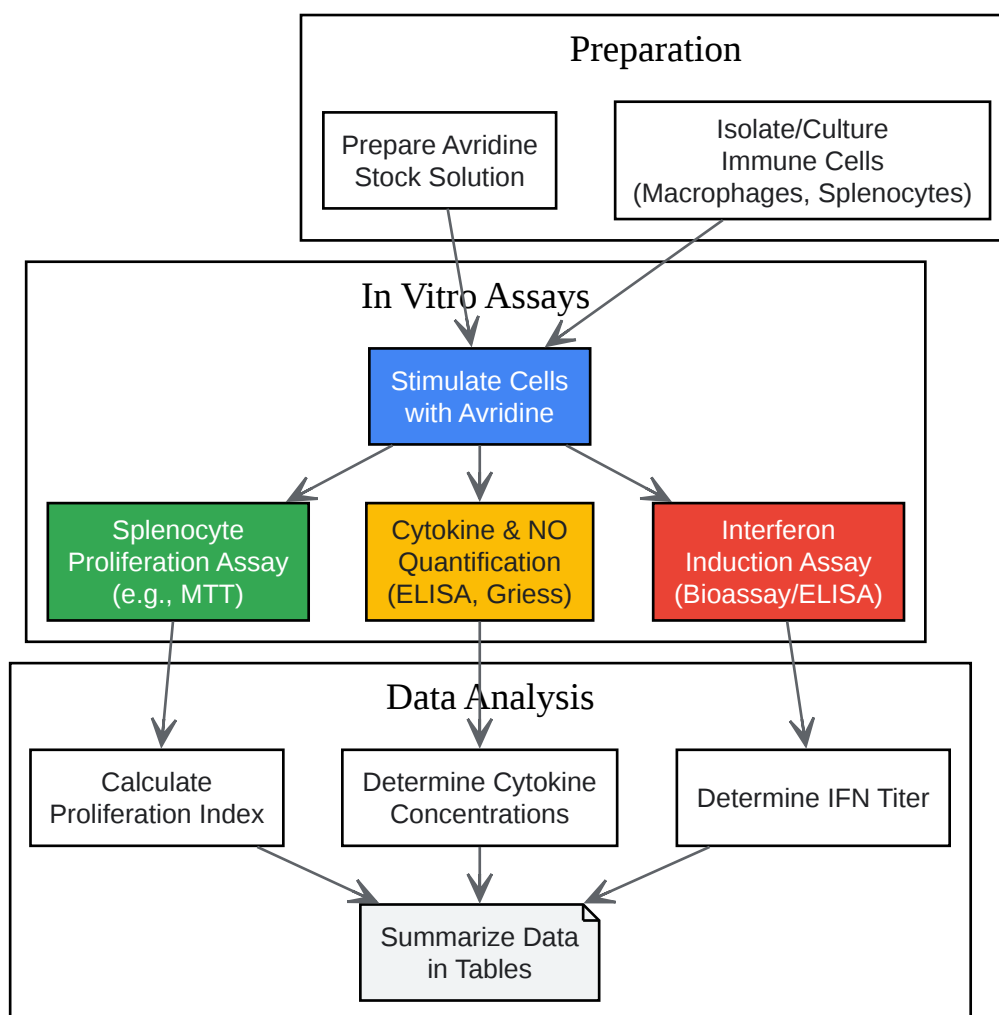 Preparation
Prepare Avridine
Stock Solution
Isolate/Culture
Immune Cells
(Macrophages, Splenocytes)
In Vitro Assays
Stimulate Cells
with Avridine
Splenocyte
Proliferation Assay
(e.g., MTT)
Cytokine & NO
Quantification
(ELISA, Griess)
Interferon
Induction Assay
(Bioassay/ELISA)
Data Analysis
Calculate
Proliferation Index
Determine Cytokine
Concentrations
Determine IFN Titer
Summarize Data
in Tables